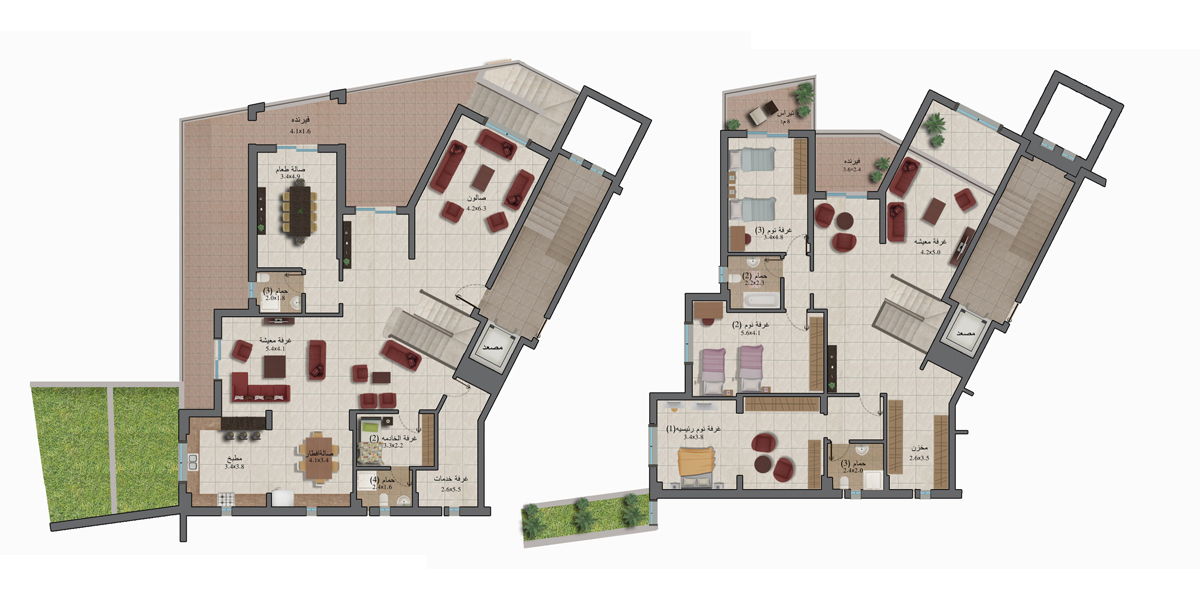 فيرنده
4.1x1.6
صالة طعام
3.4x4.9
صالون
4.2x6.3
حمام (3)
2.0x1.8
غرفة معيشة
5.4x4.1
مصعد
غرفة الخادمه (2)
3.3x2.2
صالة افطار
4.1x3.4
مطبخ
3.4x3.8
حمام (4)
2.4x1.6
غرفة خدمات
2.6x5.5
تيراس
فيرنده
3.6x2.4
غرفة نوم (3)
3.4x4.8
غرفة معيشه
4.2x5.0
حمام (2)
2.2x2.3
غرفة نوم (2)
5.6x4.1
مصعد
غرفة نوم رئيسيه(1)
3.4x3.8
مخزن
2.6x3.5
حمام (3)
2.4x2.0